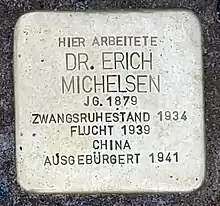 HIER ARBEITETE
DR. ERICH
MICHELSEN
JG. 1879
ZWANGSRUHESTAND 1934
FLUCHT 1939
CHINA
AUSGEBÜRGERT 1941